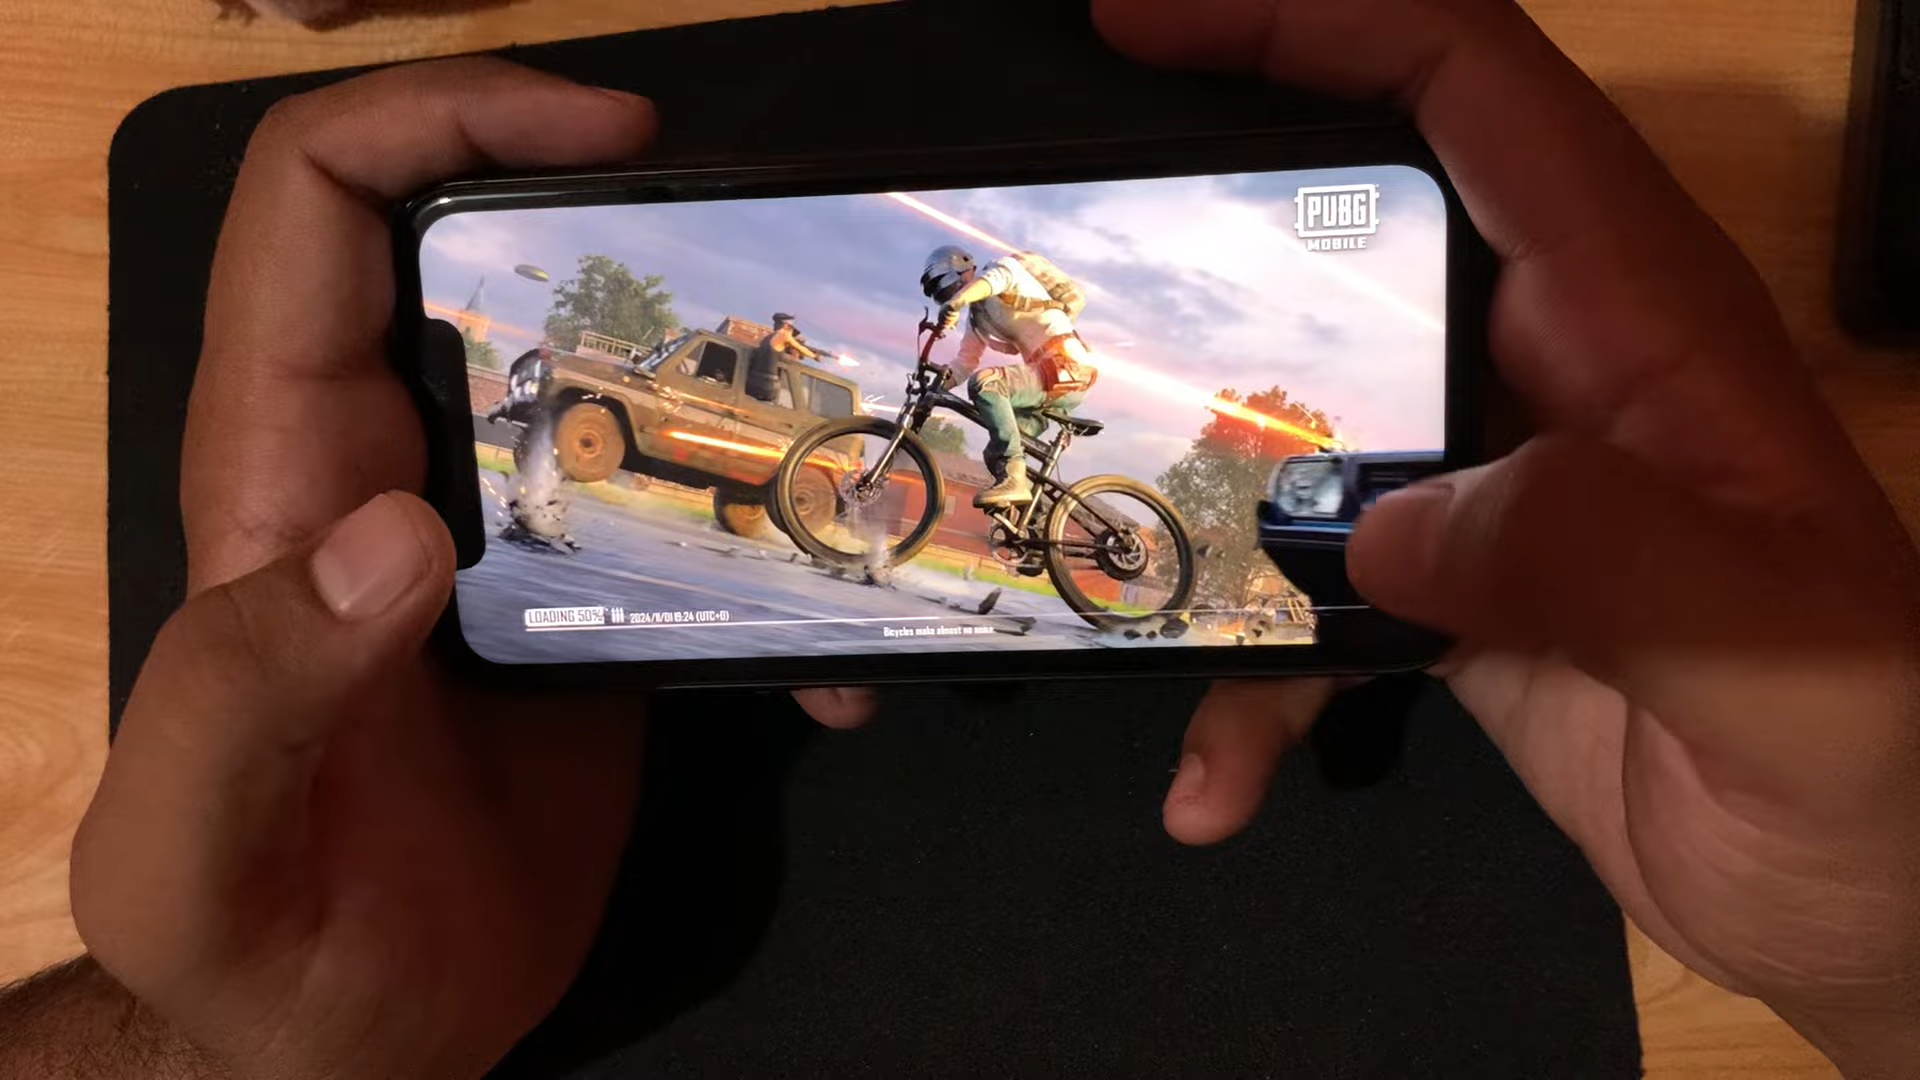 PUBG
MOBILE
LOADING 50% 2024/11/01 19:24 (UTC+0)
Bicycles make almost no noise.